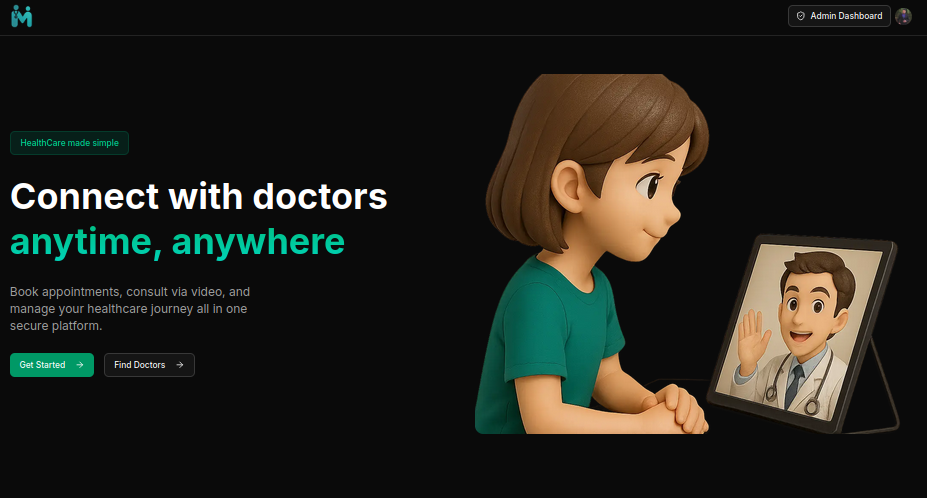 Admin Dashboard
HealthCare made simple
Connect with doctors
anytime, anywhere
Book appointments, consult via video, and
manage your healthcare journey all in one
secure platform.
Get Started
Find Doctors